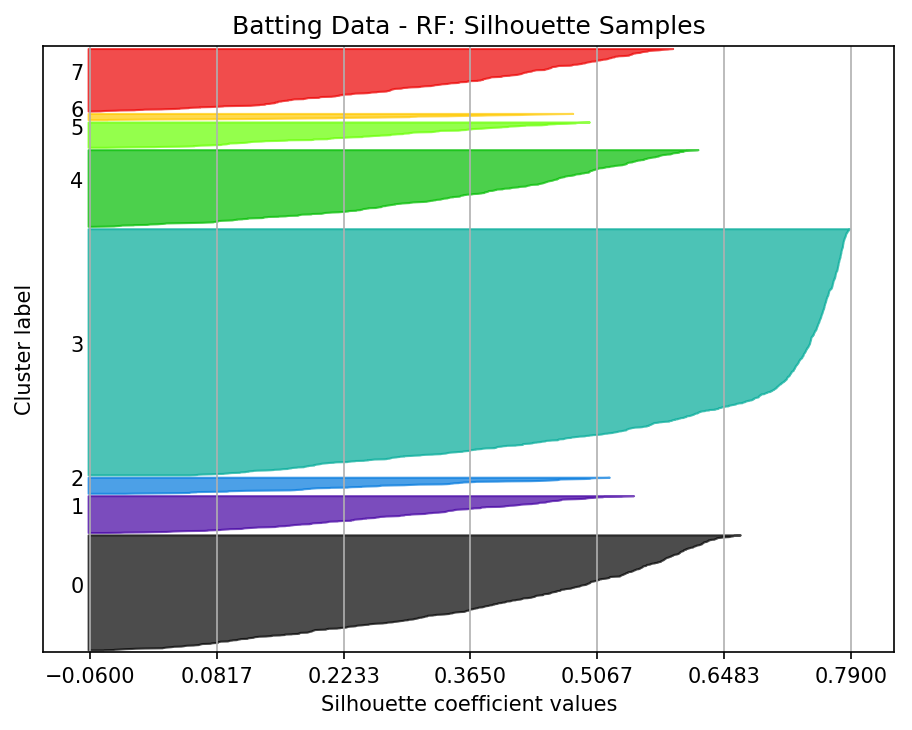 Batting Data - RF: Silhouette Samples
7
6
5
4
3
2
1
0
Cluster label
−0.0600 0.0817 0.2233 0.3650 0.5067 0.6483 0.7900
Silhouette coefficient values